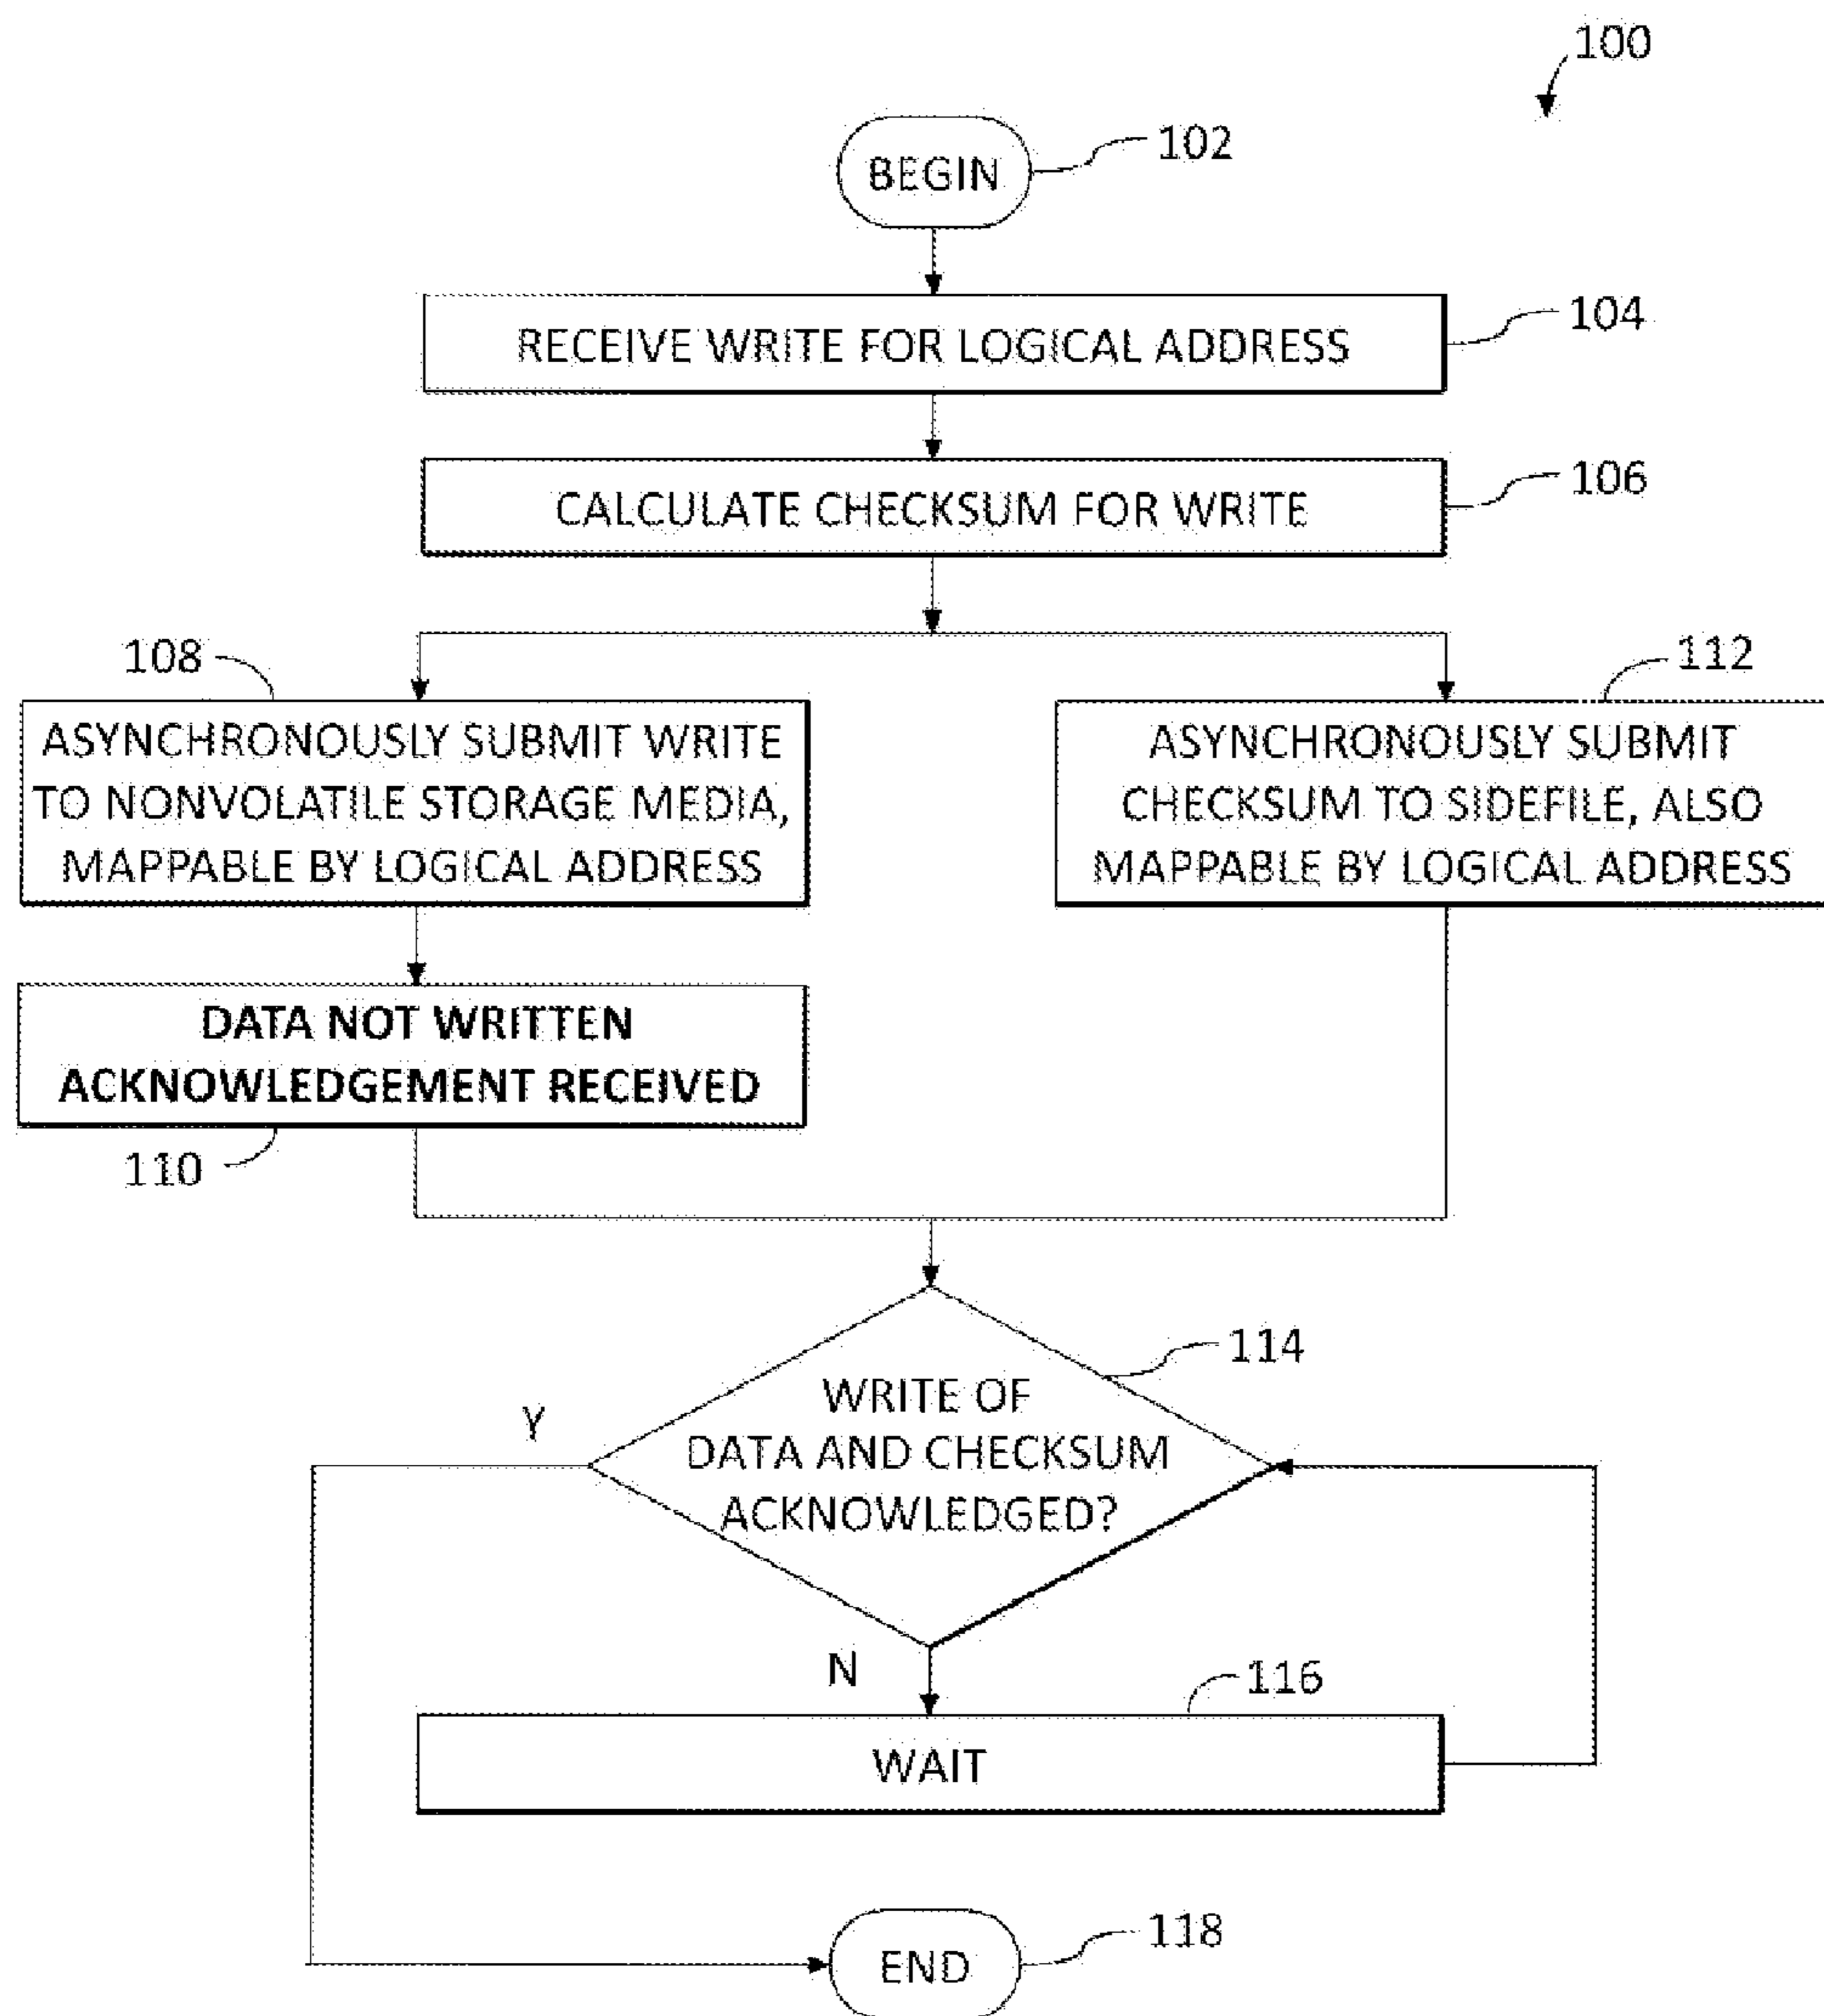 100
BEGIN
102
RECEIVE WRITE FOR LOGICAL ADDRESS
104
CALCULATE CHECKSUM FOR WRITE
106
108
ASYNCHRONOUSLY SUBMIT WRITE
TO NONVOLATILE STORAGE MEDIA,
MAPPABLE BY LOGICAL ADDRESS
112
ASYNCHRONOUSLY SUBMIT
CHECKSUM TO SIDEFILE, ALSO
MAPPABLE BY LOGICAL ADDRESS
DATA NOT WRITTEN
ACKNOWLEDGEMENT RECEIVED
110
114
WRITE OF
DATA AND CHECKSUM
ACKNOWLEDGED?
Y
N
116
WAIT
118
END